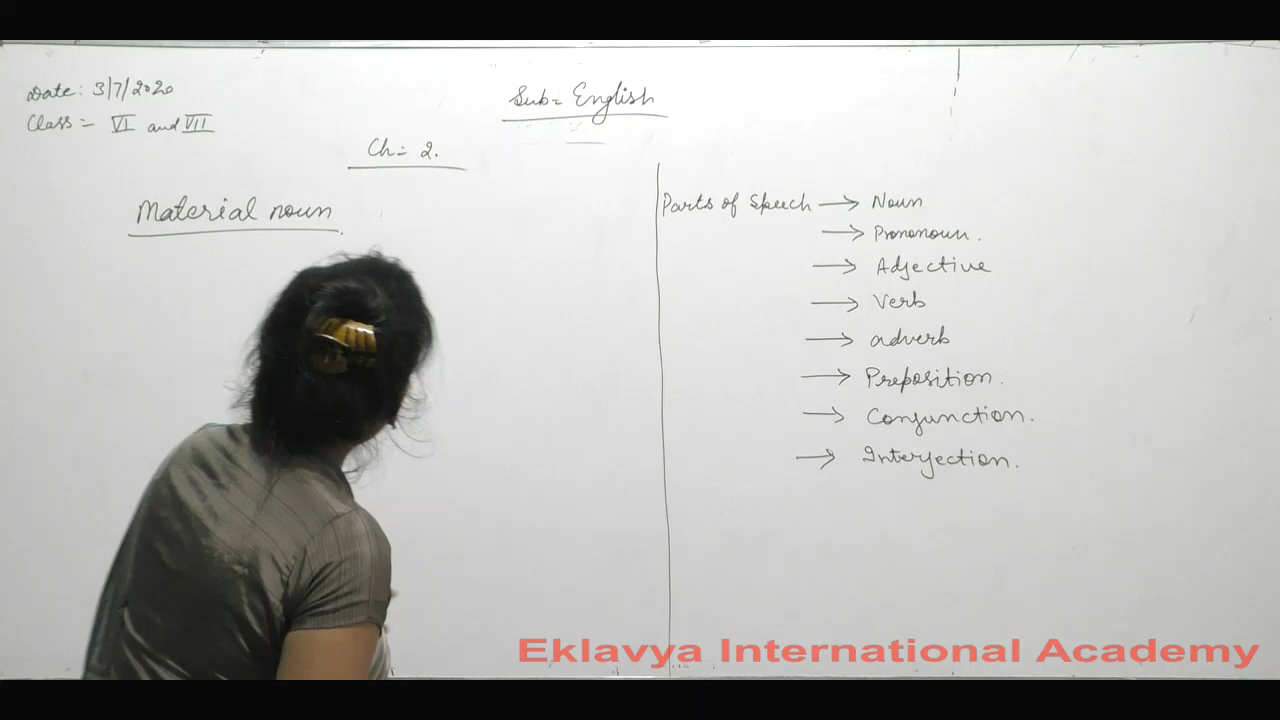 Date: 3/7/2020
Class = VI and VII
Sub = English
Ch = 2.
Material noun
Parts of Speech → Noun
→ Prononoun.
→ Adjective
→ Verb
→ adverb
→ Preposition.
→ Conjunction.
→ Interjection.
Eklavya International Academy